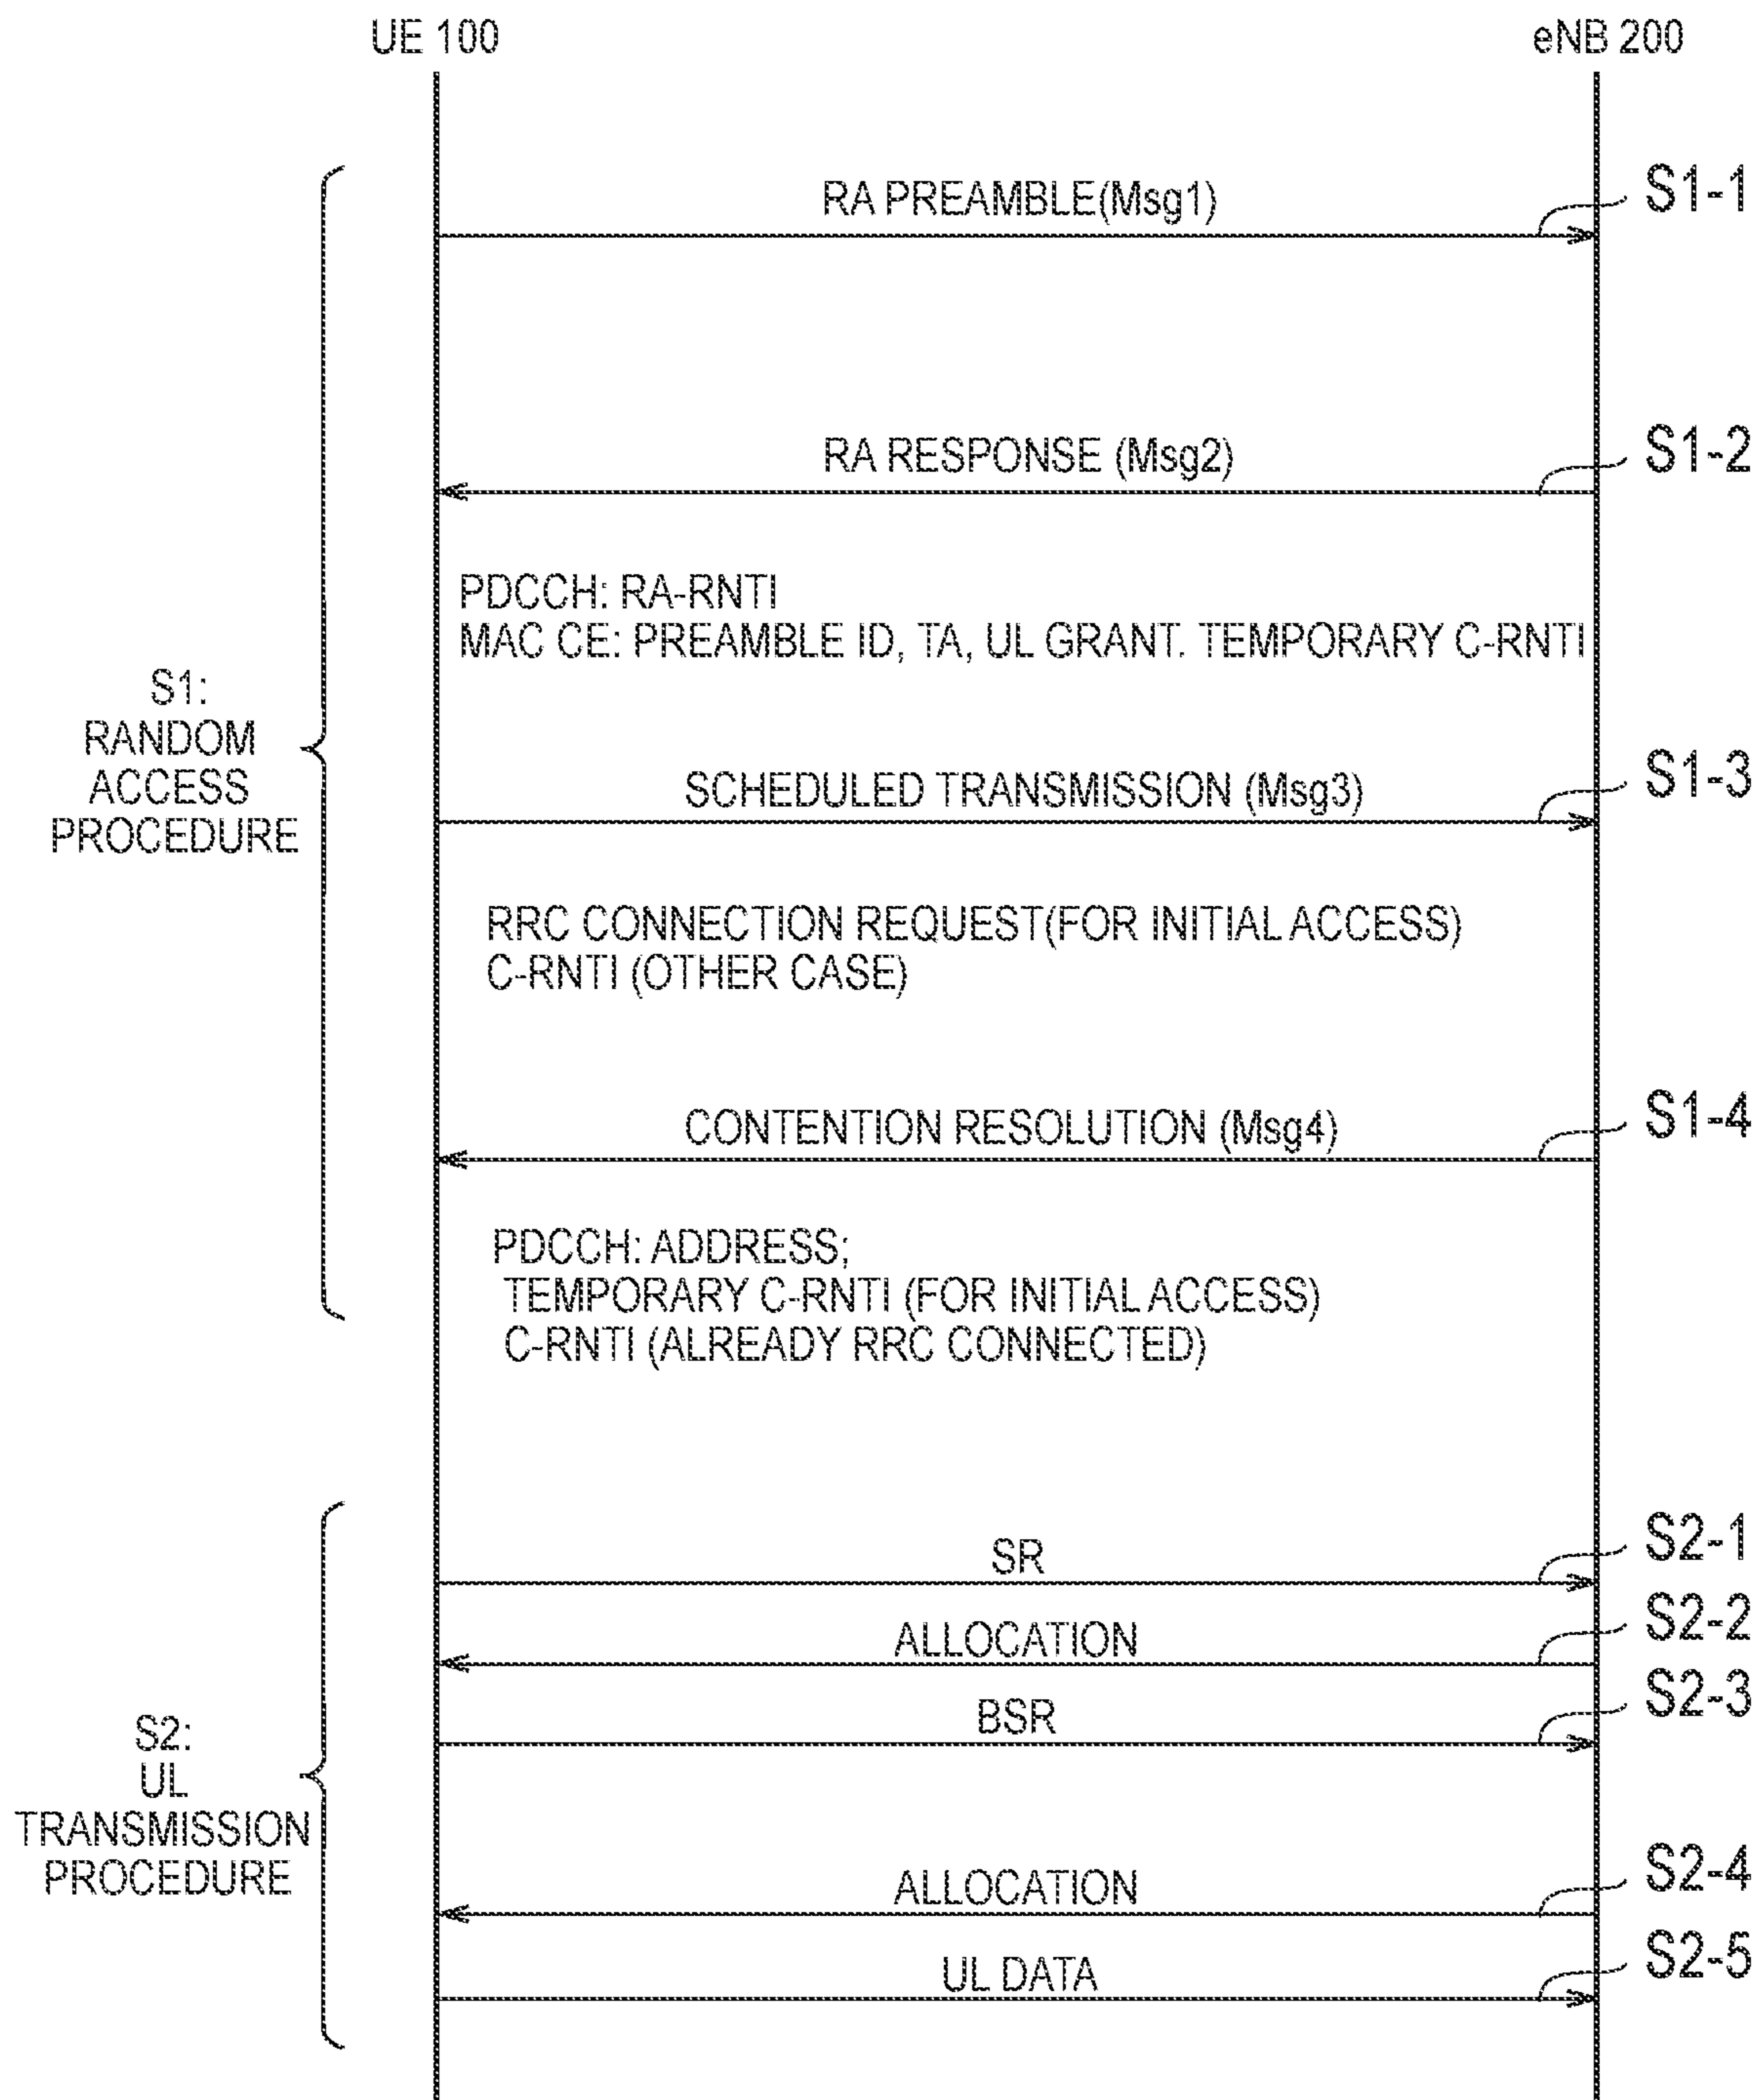 UE 100
eNB 200
RA PREAMBLE(Msg1)
S1-1
RA RESPONSE (Msg2)
S1-2
PDCCH: RA-RNTI
MAC CE: PREAMBLE ID, TA, UL GRANT. TEMPORARY C-RNTI
S1:
RANDOM
ACCESS
PROCEDURE
SCHEDULED TRANSMISSION (Msg3)
S1-3
RRC CONNECTION REQUEST(FOR INITIAL ACCESS)
C-RNTI (OTHER CASE)
CONTENTION RESOLUTION (Msg4)
S1-4
PDCCH: ADDRESS;
TEMPORARY C-RNTI (FOR INITIAL ACCESS)
C-RNTI (ALREADY RRC CONNECTED)
SR
S2-1
ALLOCATION
S2-2
BSR
S2-3
S2:
UL
TRANSMISSION
PROCEDURE
ALLOCATION
S2-4
UL DATA
S2-5